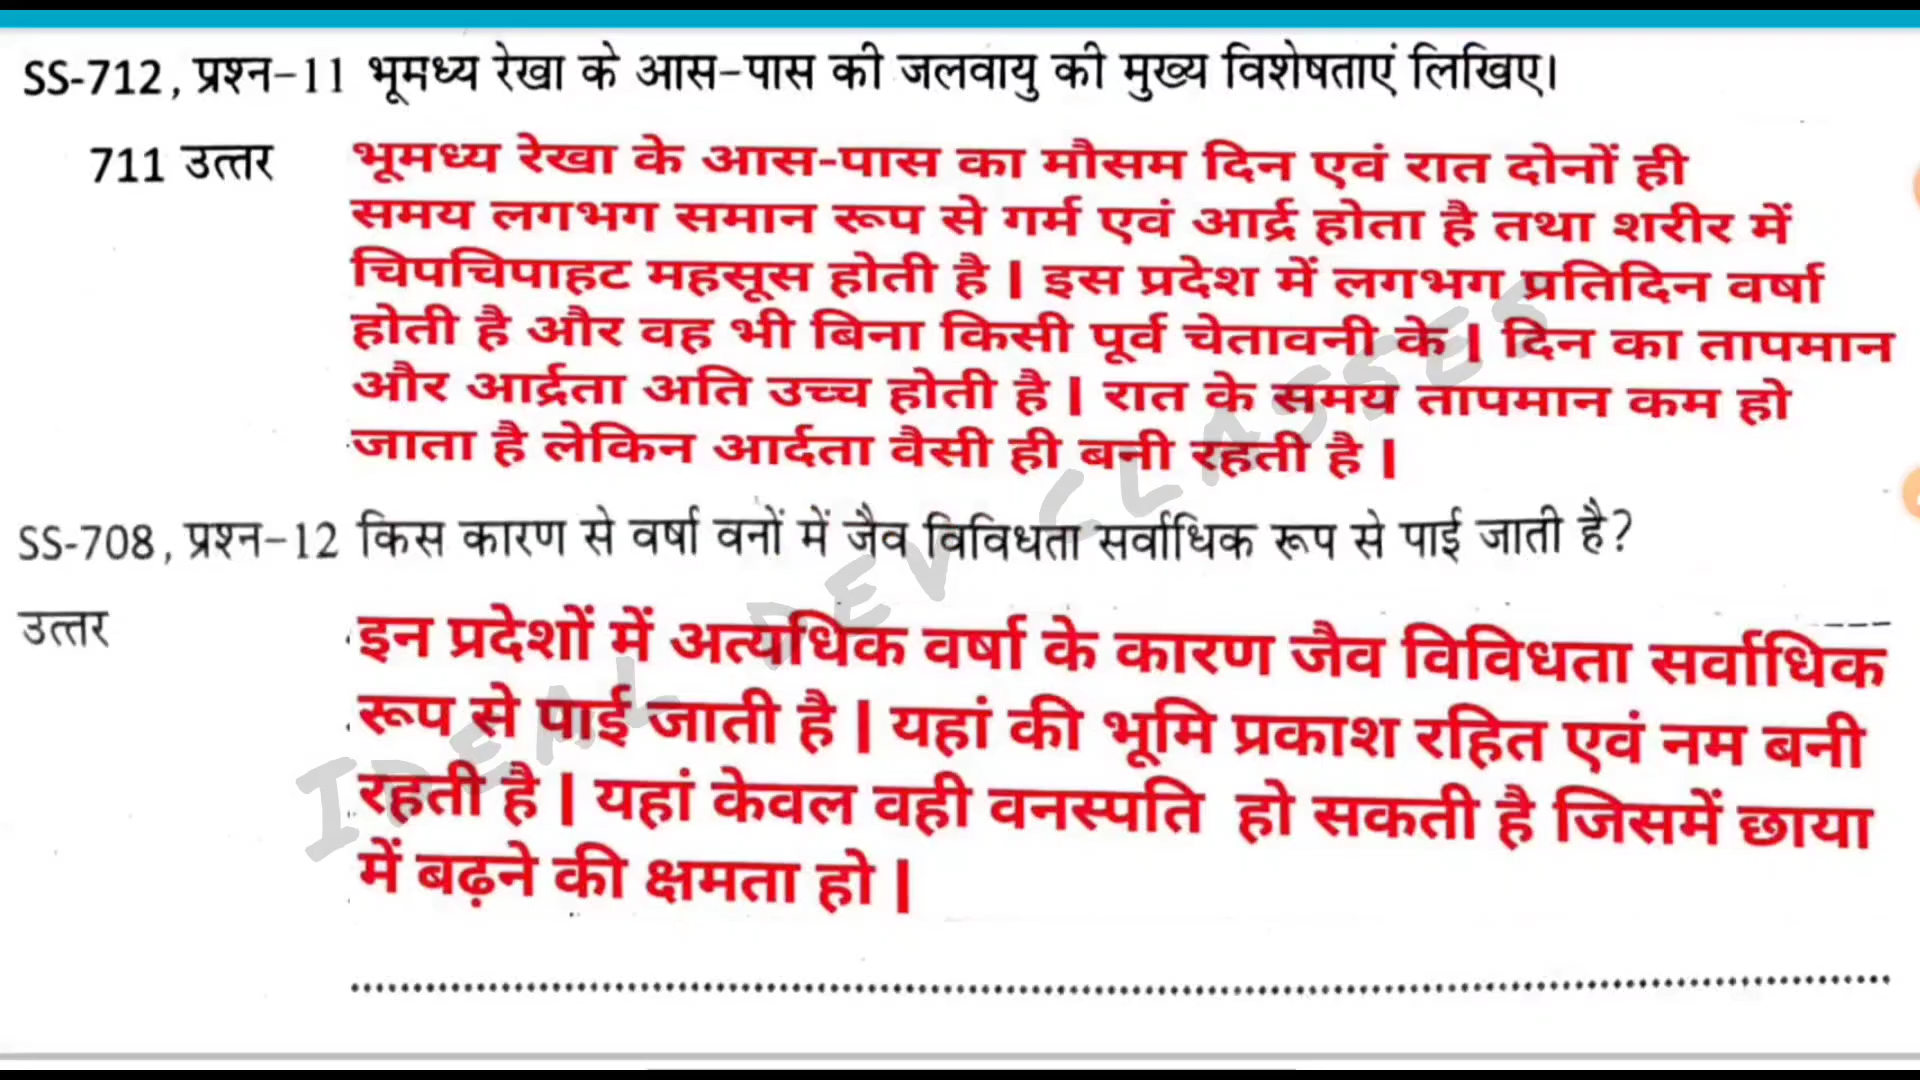 SS-712, प्रश्न-11 भूमध्य रेखा के आस-पास की जलवायु की मुख्य विशेषताएं लिखिए।
711 उत्तर
भूमध्य रेखा के आस-पास का मौसम दिन एवं रात दोनों ही
समय लगभग समान रूप से गर्म एवं आर्द्र होता है तथा शरीर में
चिपचिपाहट महसूस होती है | इस प्रदेश में लगभग प्रतिदिन वर्षा
होती है और वह भी बिना किसी पूर्व चेतावनी के | दिन का तापमान
और आर्द्रता अति उच्च होती है | रात के समय तापमान कम हो
जाता है लेकिन आर्दता वैसी ही बनी रहती है |
SS-708, प्रश्न-12 किस कारण से वर्षा वनों में जैव विविधता सर्वाधिक रूप से पाई जाती है?
उत्तर
इन प्रदेशों में अत्यधिक वर्षा के कारण जैव विविधता सर्वाधिक
रूप से पाई जाती है | यहां की भूमि प्रकाश रहित एवं नम बनी
रहती है | यहां केवल वही वनस्पति हो सकती है जिसमें छाया
में बढ़ने की क्षमता हो |
IDEAL DEV CLASSES